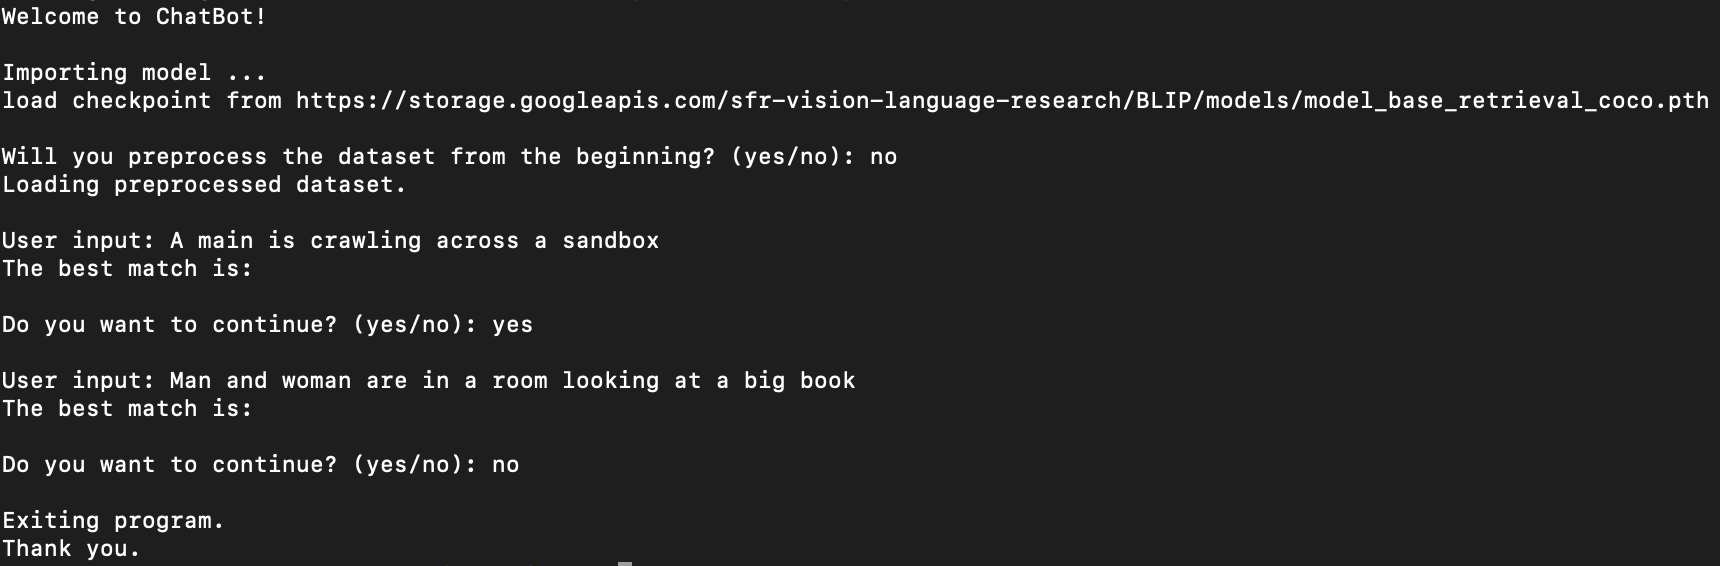 Welcome to ChatBot!
Importing model ...
load checkpoint from https://storage.googleapis.com/sfr-vision-language-research/BLIP/models/model_base_retrieval_coco.pth
Will you preprocess the dataset from the beginning? (yes/no): no
Loading preprocessed dataset.
User input: A main is crawling across a sandbox
The best match is:
Do you want to continue? (yes/no): yes
User input: Man and woman are in a room looking at a big book
The best match is:
Do you want to continue? (yes/no): no
Exiting program.
Thank you.